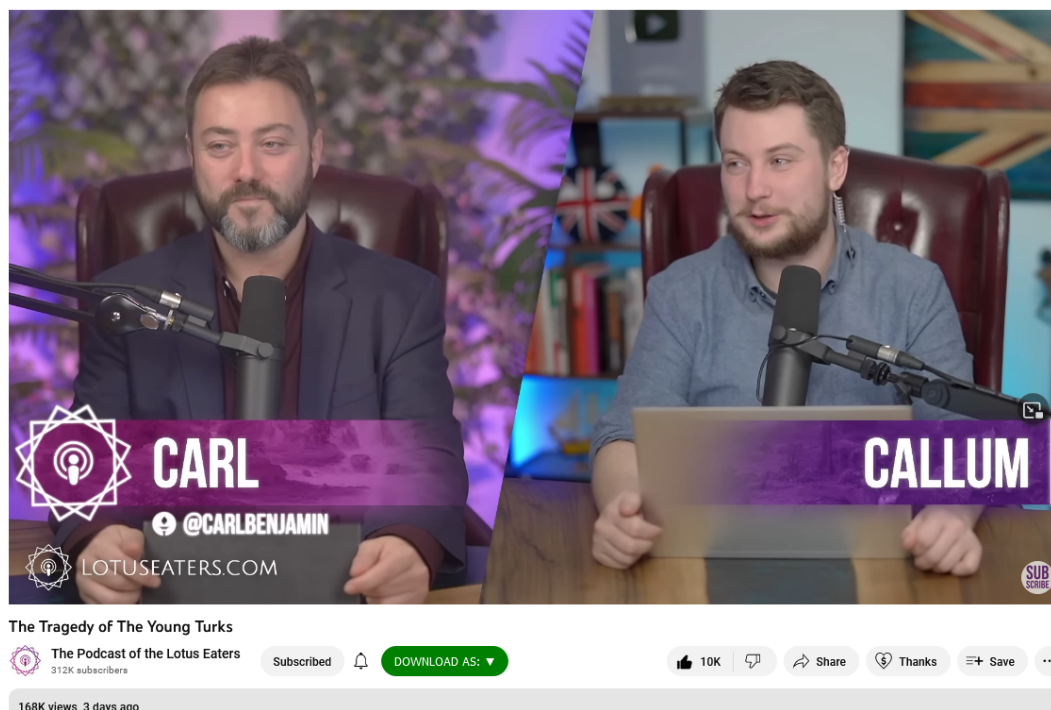 CARL
CALLUM
@CARLBENJAMIN
LOTUSEATERS.COM
SUB
SCRIBE
The Tragedy of The Young Turks
The Podcast of the Lotus Eaters
312K subscribers
Subscribed
DOWNLOAD AS: ▼
10K
Share
Thanks
Save
168K views 3 days ago